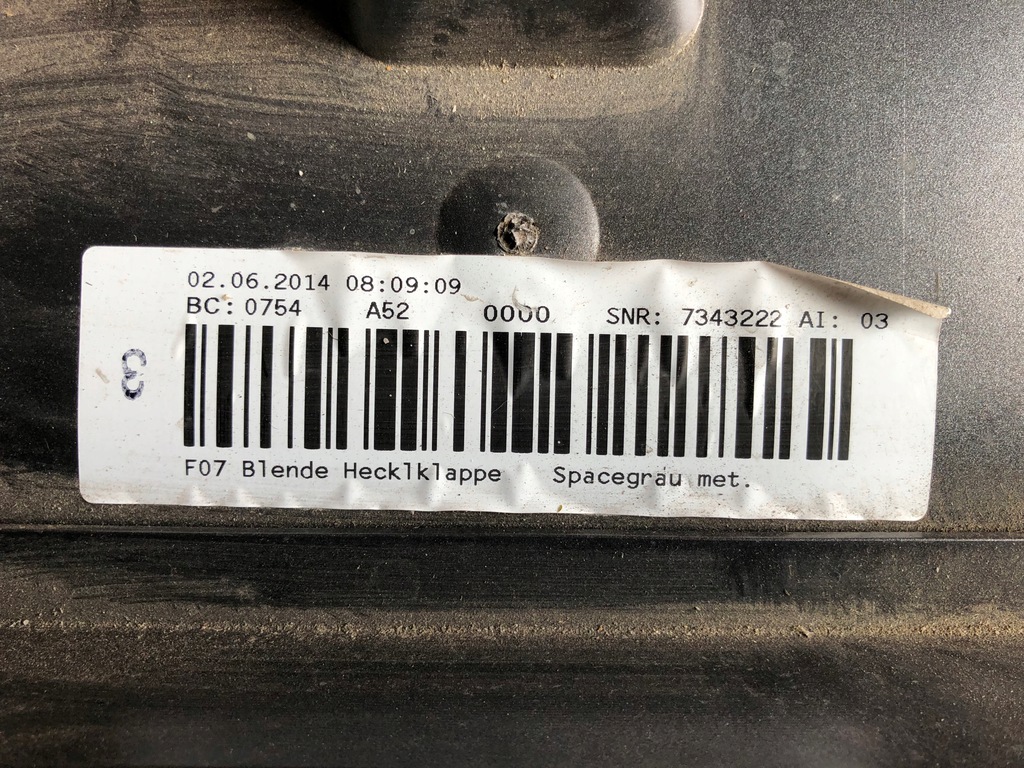 02.06.2014 08:09:09
BC: 0754 A52 0000 SNR: 7343222 AI: 03
3
F07 Blende Hecklklappe Spacegrau met.